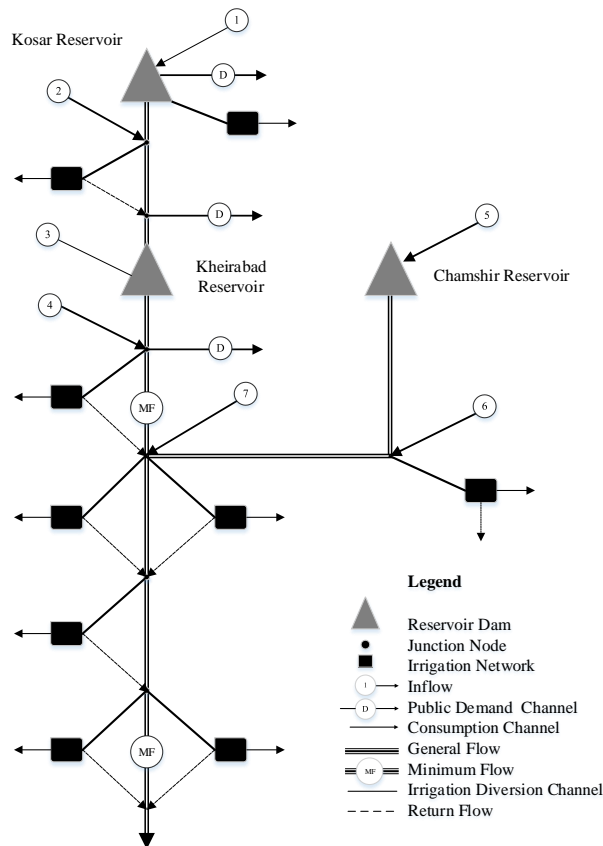 1
Kosar Reservoir
D
2
D
3
Kheirabad
Reservoir
5
Chamshir Reservoir
4
D
MF
7
6
Legend
Reservoir Dam
Junction Node
Irrigation Network
1
Inflow
D
Public Demand Channel
Consumption Channel
General Flow
MF
Minimum Flow
MF
Irrigation Diversion Channel
Return Flow